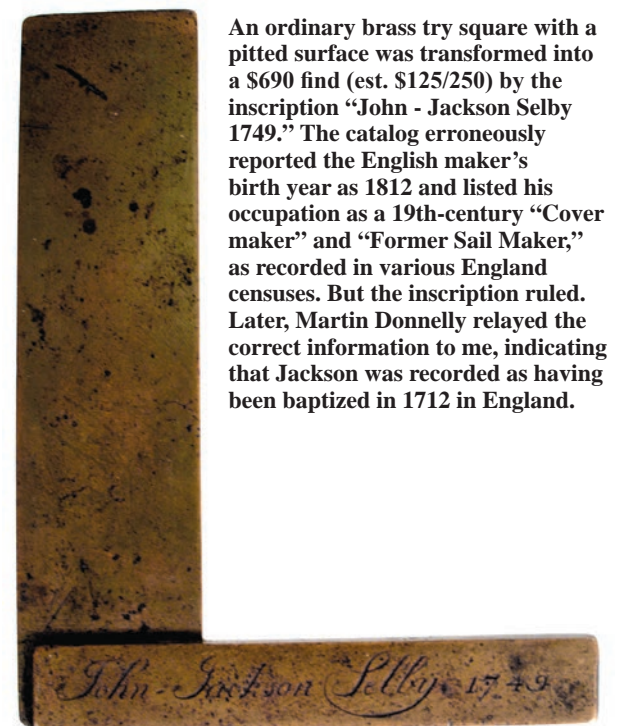 An ordinary brass try square with a
pitted surface was transformed into
a $690 find (est. $125/250) by the
inscription “John - Jackson Selby
1749.” The catalog erroneously
reported the English maker’s
birth year as 1812 and listed his
occupation as a 19th-century “Cover
maker” and “Former Sail Maker,”
as recorded in various England
censuses. But the inscription ruled.
Later, Martin Donnelly relayed the
correct information to me, indicating
that Jackson was recorded as having
been baptized in 1712 in England.
John - Jackson Selby 1749